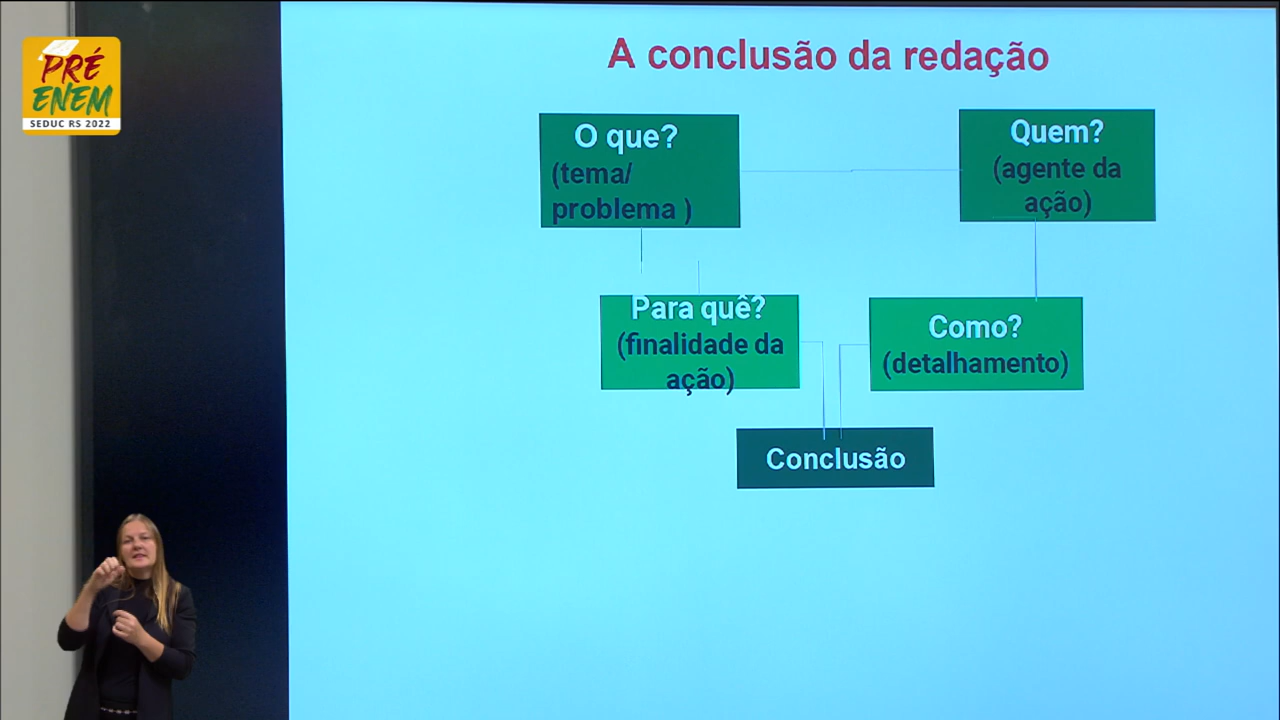 PRÉ
ENEM
SEDUC RS 2022
A conclusão da redação
O que?
(tema/
problema )
Quem?
(agente da
ação)
Para quê?
(finalidade da
ação)
Como?
(detalhamento)
Conclusão